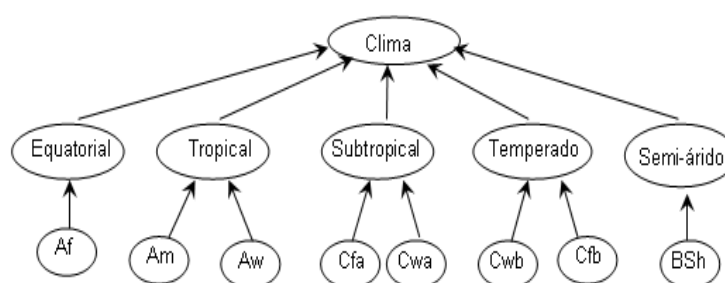 Clima
Equatorial
Tropical
Subtropical
Temperado
Semi-árido
Af
Am
Aw
Cfa
Cwa
Cwb
Cfb
BSh